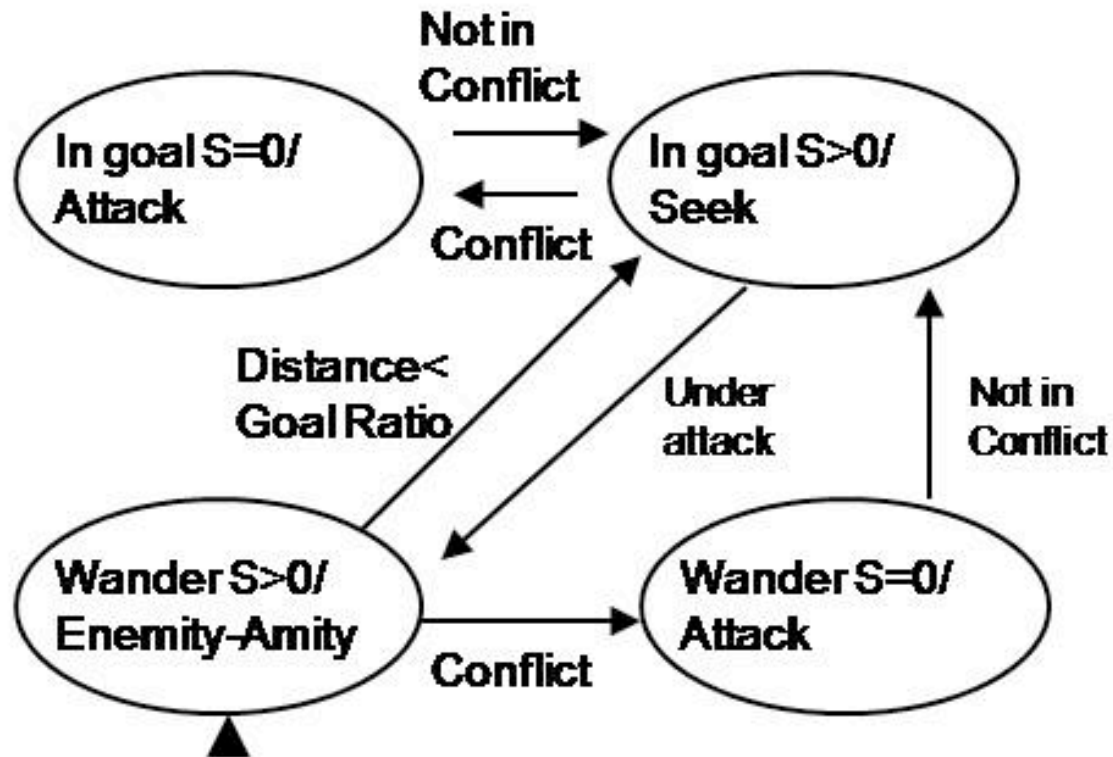 Not in
Conflict
In goal S=0/
Attack
In goal S>0/
Seek
Conflict
Distance<
Goal Ratio
Under
attack
Not in
Conflict
Wander S>0/
Enemity-Amity
Wander S=0/
Attack
Conflict